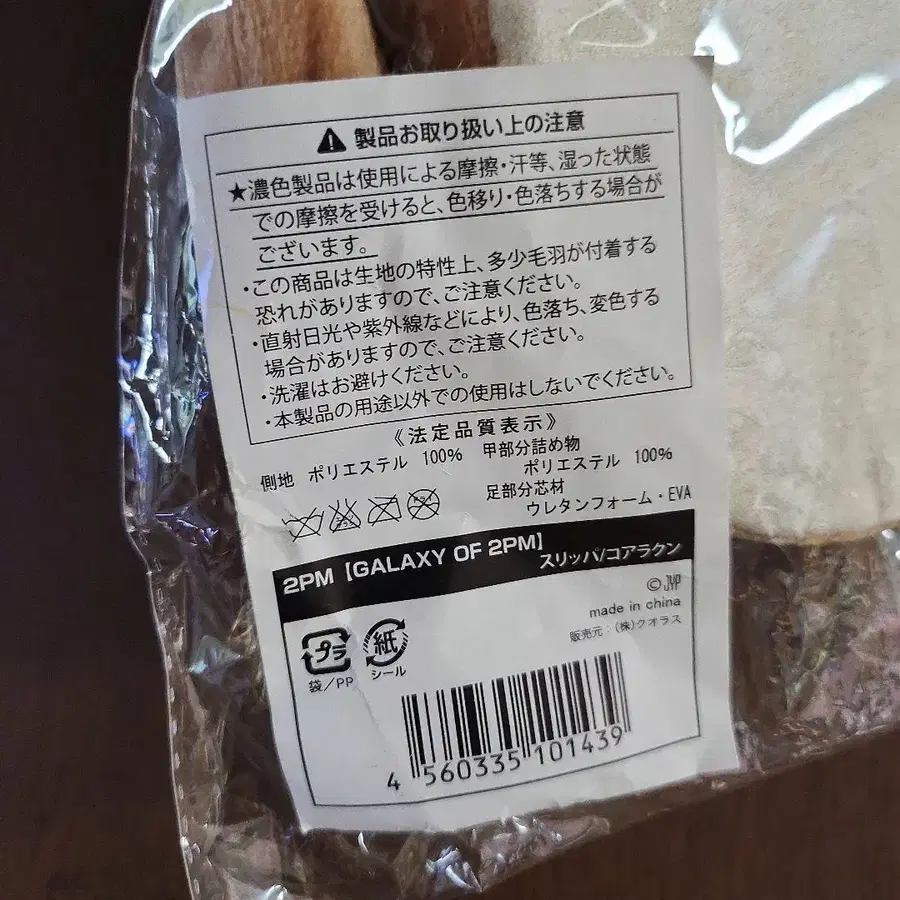 ⚠ 製品お取り扱い上の注意
★濃色製品は使用による摩擦・汗等、湿った状態
での摩擦を受けると、色移り・色落ちする場合が
ございます。
・この商品は生地の特性上、多少毛羽が付着する
恐れがありますので、ご注意ください。
・直射日光や紫外線などにより、色落ち、変色する
場合がありますので、ご注意ください。
・洗濯はお避けください。
・本製品の用途以外での使用はしないでください。
《法定品質表示》
側地 ポリエステル 100%
甲部分詰め物
ポリエステル 100%
足部分芯材
ウレタンフォーム・EVA
2PM【GALAXY OF 2PM】
スリッパ/コアラクン
©JYP
made in china
販売元:(株)クオラス
プラ
袋/PP
紙
シール
4 560335 101439